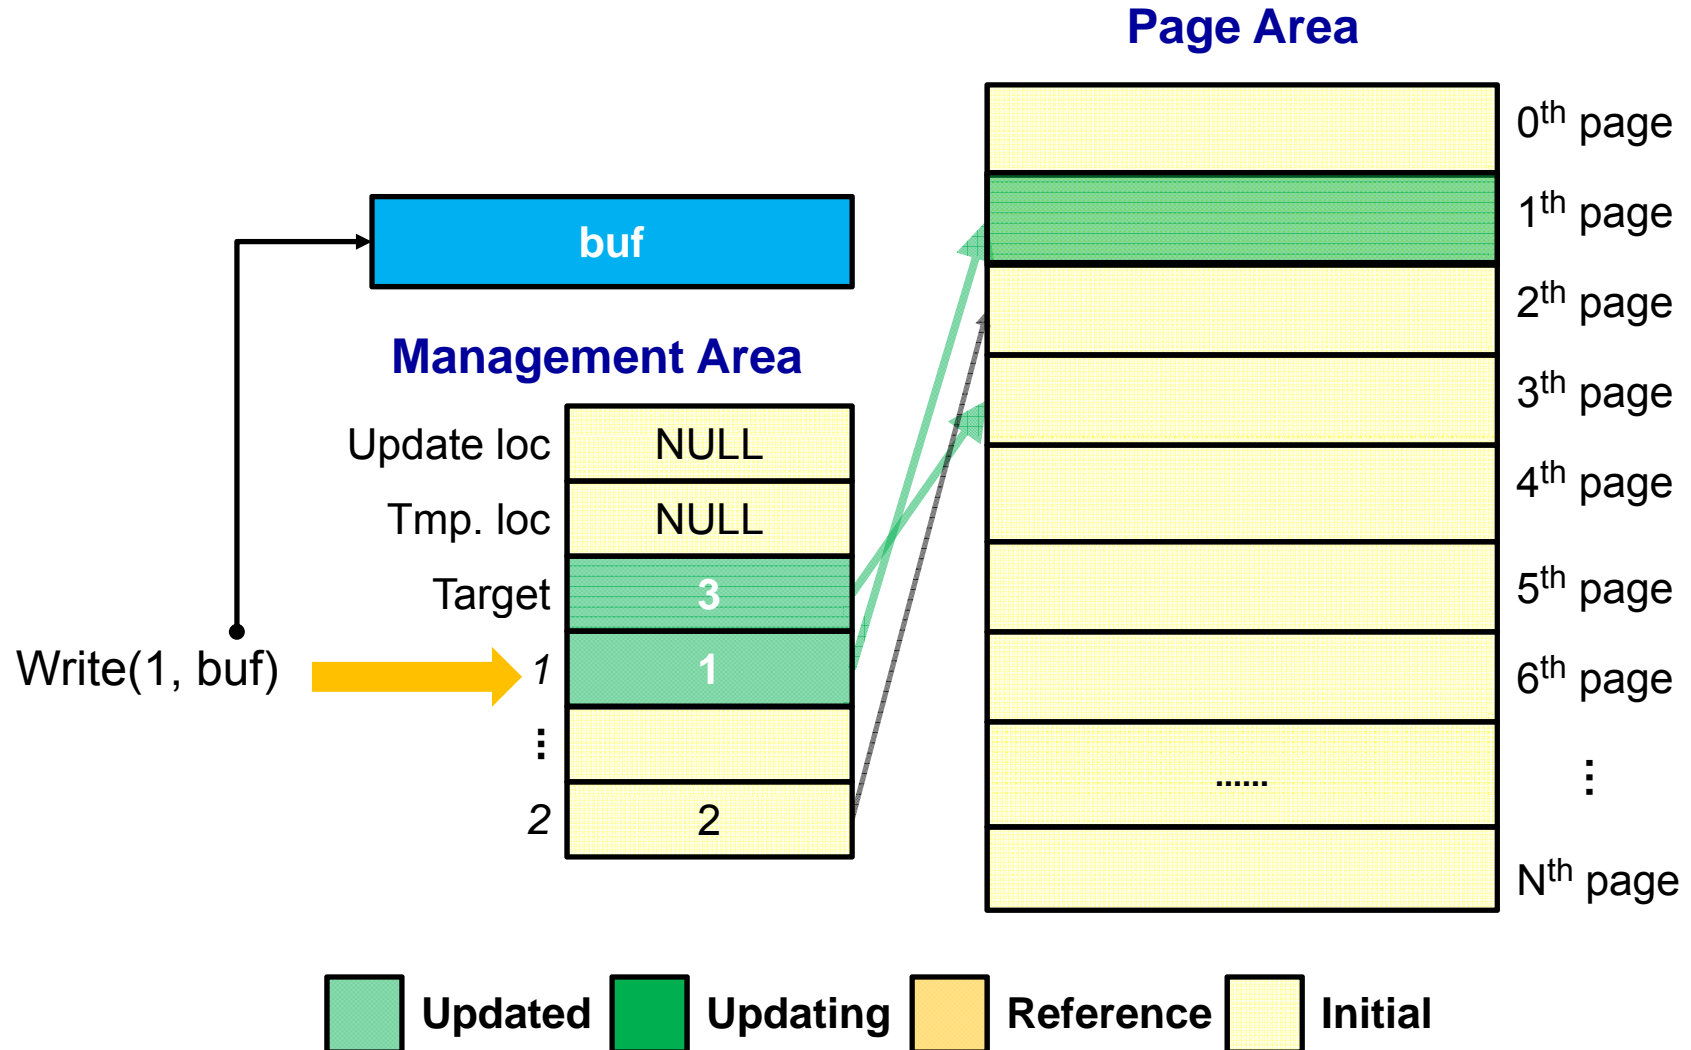 Page Area
0th page
1th page
buf
2th page
Management Area
3th page
Update loc NULL
4th page
Tmp. loc NULL
Target 3
5th page
Write(1, buf) 1 1
6th page
⋮
......
⋮
2 2
Nth page
Updated Updating Reference Initial